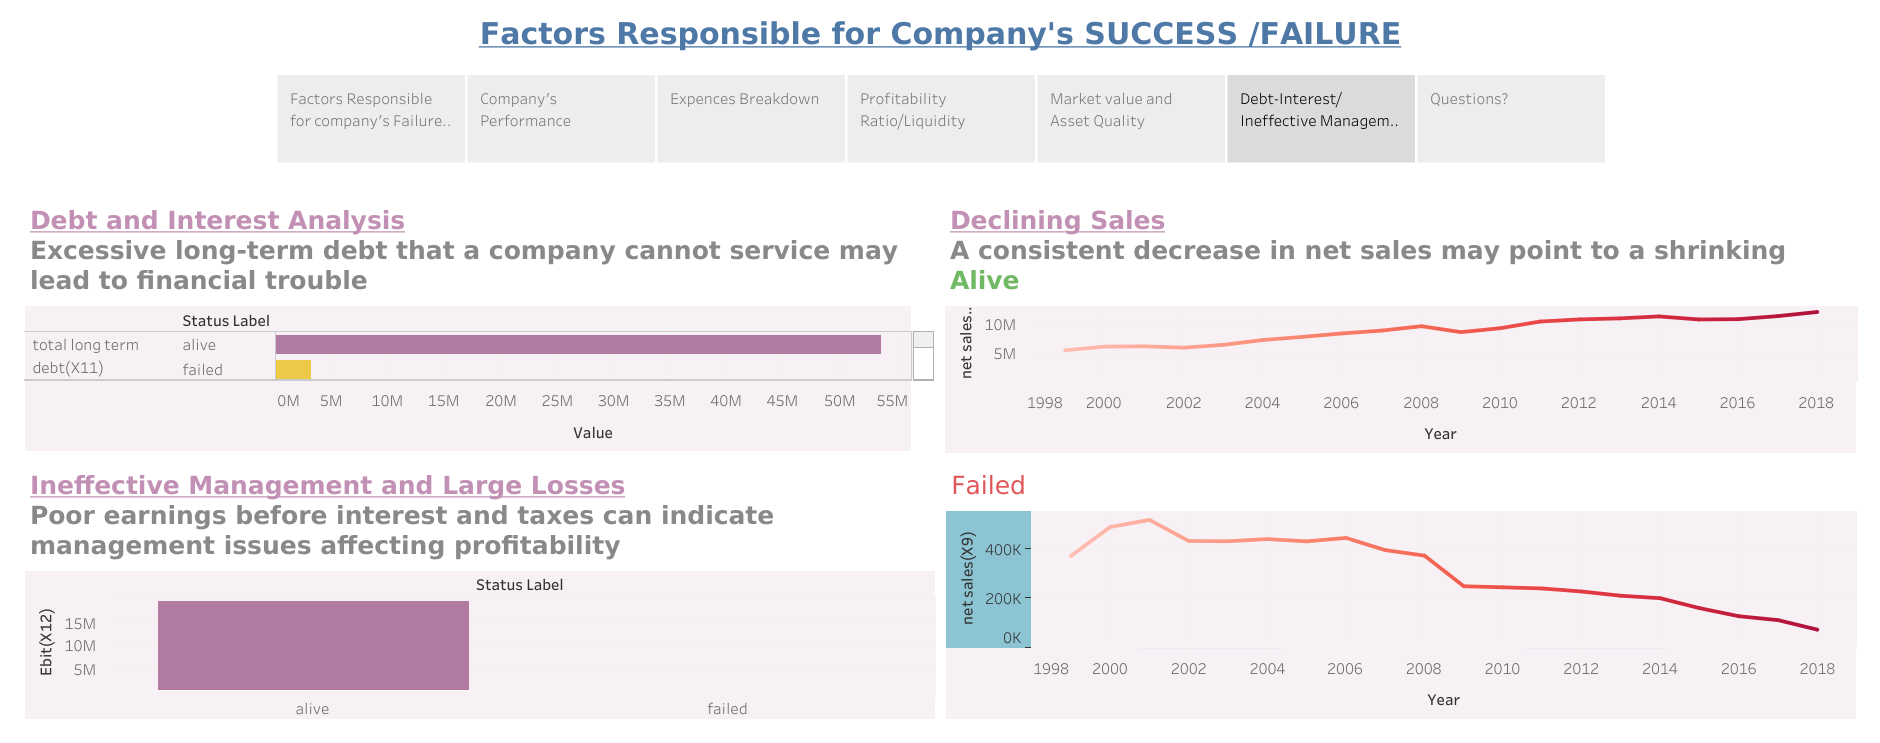 Factors Responsible for Company's SUCCESS /FAILURE
Factors Responsible
for company's Failure..
Company's
Performance
Expences Breakdown
Profitability
Ratio/Liquidity
Market value and
Asset Quality
Debt-Interest/
Ineffective Managem..
Questions?
Debt and Interest Analysis
Excessive long-term debt that a company cannot service may
lead to financial trouble
Status Label
total long term
debt(X11)
alive
failed
0M 5M 10M 15M 20M 25M 30M 35M 40M 45M 50M 55M
Value
Declining Sales
A consistent decrease in net sales may point to a shrinking
Alive
net sales..
10M
5M
1998 2000 2002 2004 2006 2008 2010 2012 2014 2016 2018
Year
Ineffective Management and Large Losses
Poor earnings before interest and taxes can indicate
management issues affecting profitability
Status Label
Ebit(X12)
15M
10M
5M
alive failed
Failed
net sales(X9)
400K
200K
0K
1998 2000 2002 2004 2006 2008 2010 2012 2014 2016 2018
Year